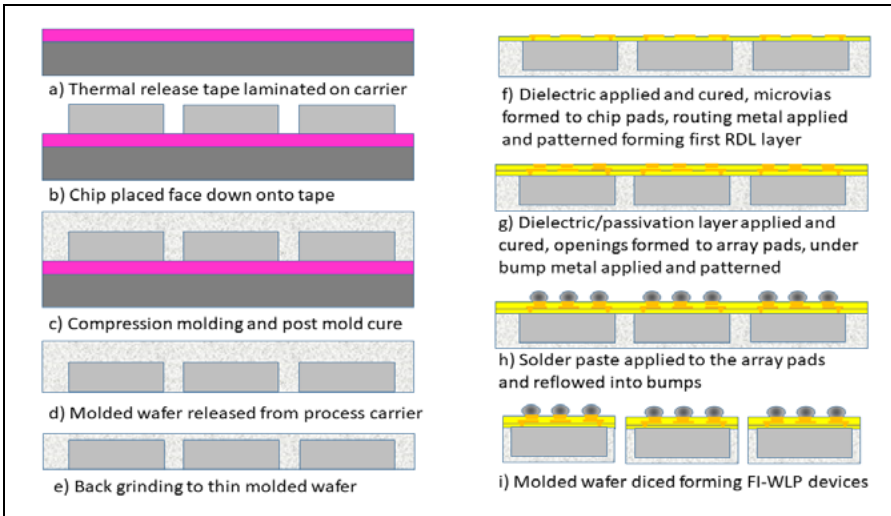 a) Thermal release tape laminated on carrier
b) Chip placed face down onto tape
c) Compression molding and post mold cure
d) Molded wafer released from process carrier
e) Back grinding to thin molded wafer
f) Dielectric applied and cured, microvias
formed to chip pads, routing metal applied
and patterned forming first RDL layer
g) Dielectric/passivation layer applied and
cured, openings formed to array pads, under
bump metal applied and patterned
h) Solder paste applied to the array pads
and reflowed into bumps
i) Molded wafer diced forming FI-WLP devices